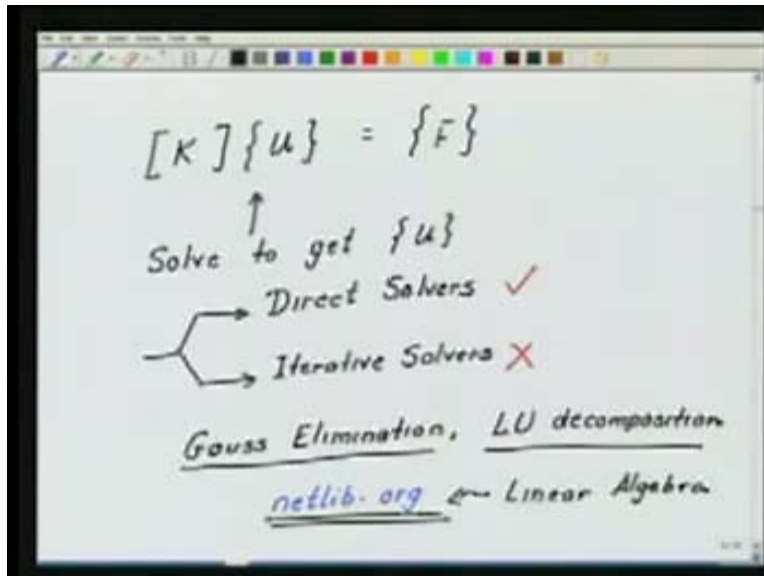 [K]{u} = {F}
Solve to get {u}
Direct Solvers ✓
Iterative Solvers X
Gauss Elimination, LU decomposition
netlib.org ← Linear Algebra